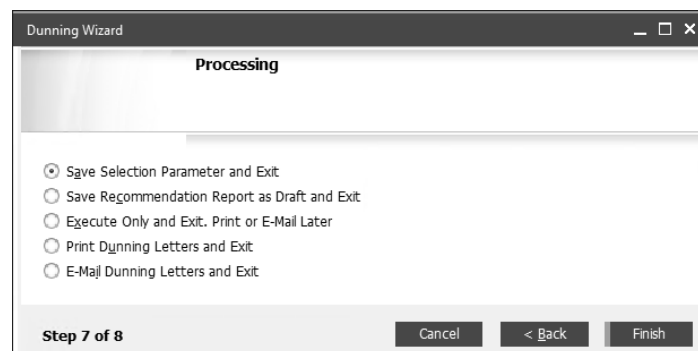 Dunning Wizard
Processing
Save Selection Parameter and Exit
Save Recommendation Report as Draft and Exit
Execute Only and Exit. Print or E-Mail Later
Print Dunning Letters and Exit
E-Mail Dunning Letters and Exit
Step 7 of 8 Cancel < Back Finish